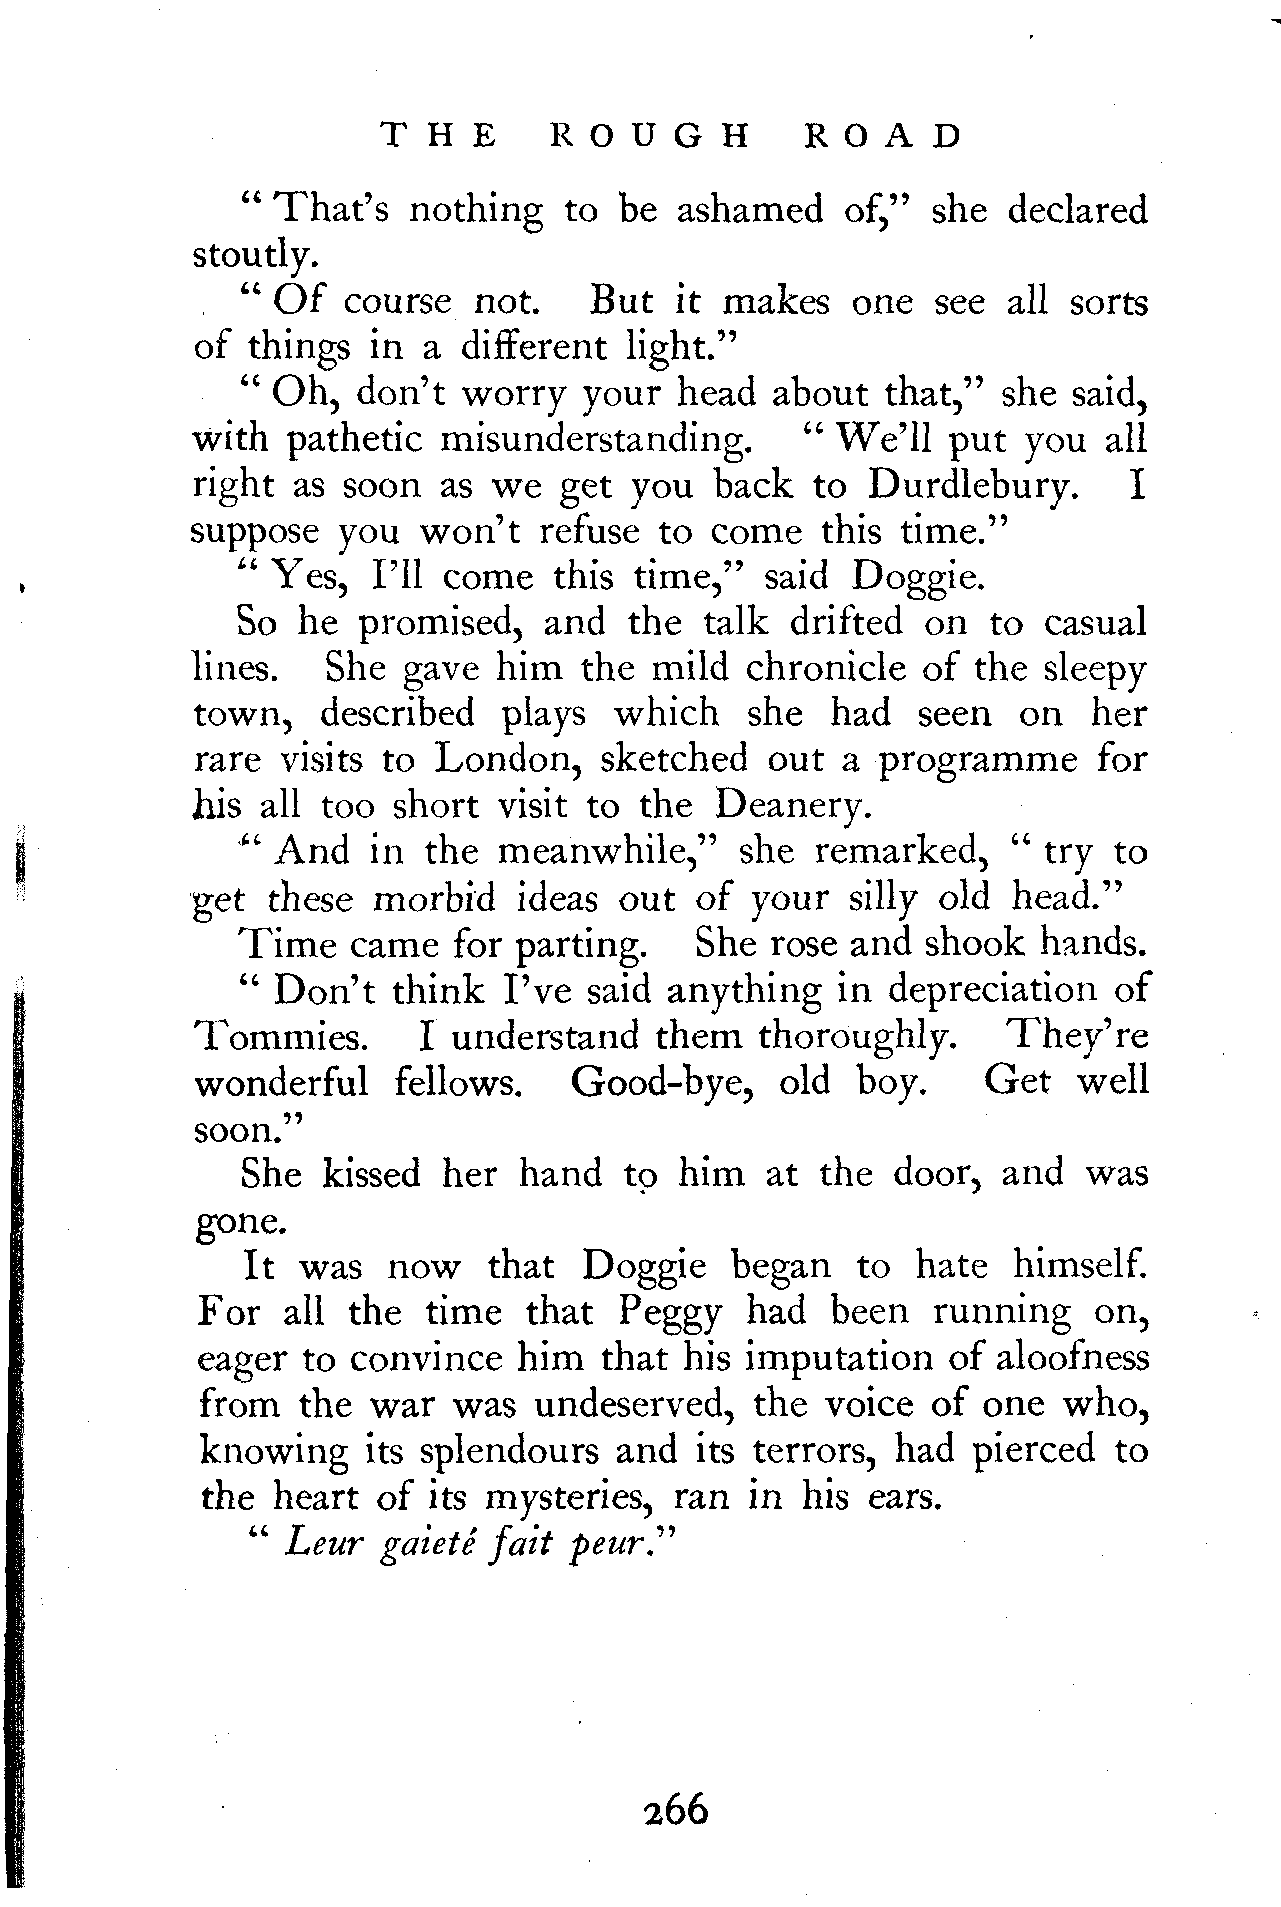 THE ROUGH ROAD
“ That’s nothing to be ashamed of,” she declared
stoutly.
“ Of course not. But it makes one see all sorts
of things in a different light.”
“ Oh, don’t worry your head about that,” she said,
with pathetic misunderstanding. “ We’ll put you all
right as soon as we get you back to Durdlebury. I
suppose you won’t refuse to come this time.”
“ Yes, I’ll come this time,” said Doggie.
So he promised, and the talk drifted on to casual
lines. She gave him the mild chronicle of the sleepy
town, described plays which she had seen on her
rare visits to London, sketched out a programme for
his all too short visit to the Deanery.
“ And in the meanwhile,” she remarked, “ try to
get these morbid ideas out of your silly old head.”
Time came for parting. She rose and shook hands.
“ Don’t think I’ve said anything in depreciation of
Tommies. I understand them thoroughly. They’re
wonderful fellows. Good-bye, old boy. Get well
soon.”
She kissed her hand to him at the door, and was
gone.
It was now that Doggie began to hate himself.
For all the time that Peggy had been running on,
eager to convince him that his imputation of aloofness
from the war was undeserved, the voice of one who,
knowing its splendours and its terrors, had pierced to
the heart of its mysteries, ran in his ears.
“ Leur gaieté fait peur.”
266